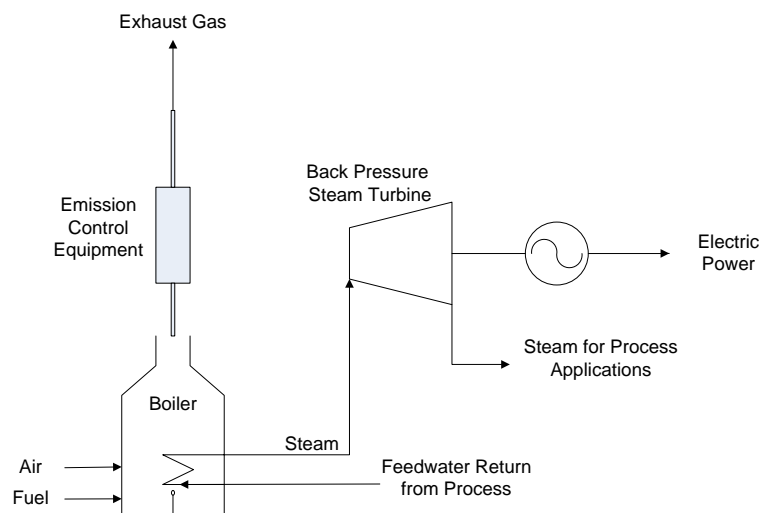 Exhaust Gas
Back Pressure
Steam Turbine
Emission
Control
Equipment
Electric
Power
Steam for Process
Applications
Boiler
Steam
Air
Fuel
Feedwater Return
from Process